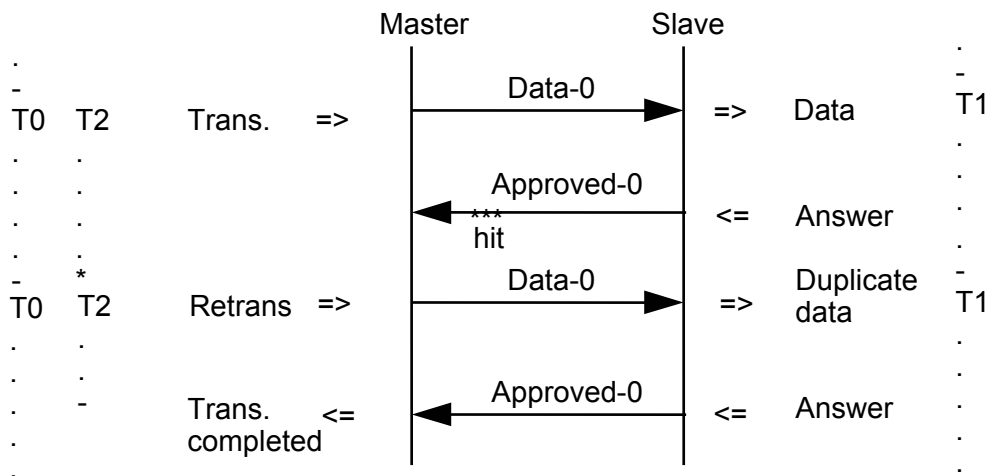 Master Slave
Data-0
T0 T2 Trans. => => Data T1
Approved-0
*** <= Answer
hit
*
Data-0 Duplicate
T0 T2 Retrans => => data T1
Approved-0
Trans. <= <= Answer
completed